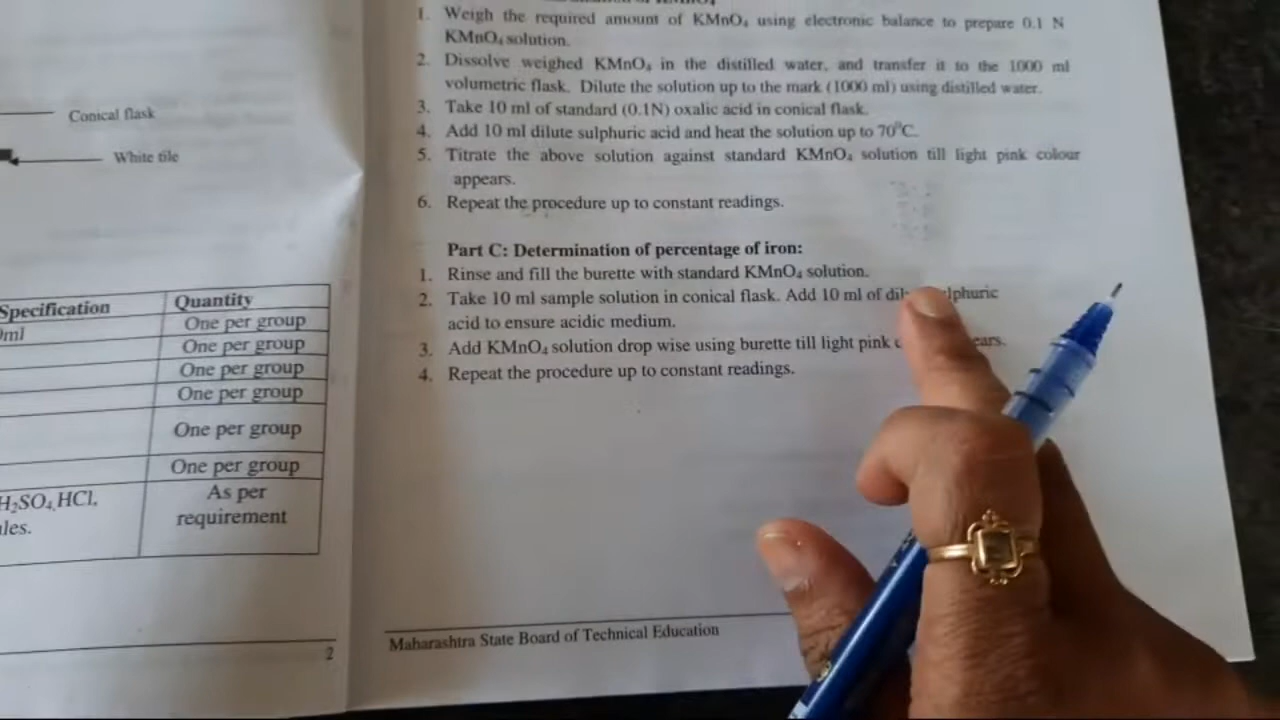 Conical flask
White tile
Specification Quantity
0ml One per group
One per group
One per group
One per group
One per group
One per group
H₂SO₄, HCl, As per
requirement
2
1. Weigh the required amount of KMnO₄ using electronic balance to prepare 0.1 N
KMnO₄ solution.
2. Dissolve weighed KMnO₄ in the distilled water, and transfer it to the 1000 ml
volumetric flask. Dilute the solution up to the mark (1000 ml) using distilled water.
3. Take 10 ml of standard (0.1N) oxalic acid in conical flask.
4. Add 10 ml dilute sulphuric acid and heat the solution up to 70⁰C.
5. Titrate the above solution against standard KMnO₄ solution till light pink colour
appears.
6. Repeat the procedure up to constant readings.
Part C: Determination of percentage of iron:
1. Rinse and fill the burette with standard KMnO₄ solution.
2. Take 10 ml sample solution in conical flask. Add 10 ml of
acid to ensure acidic medium.
3. Add KMnO₄ solution drop wise using burette till light pink
4. Repeat the procedure up to constant readings.
Maharashtra State Board of Technical Education